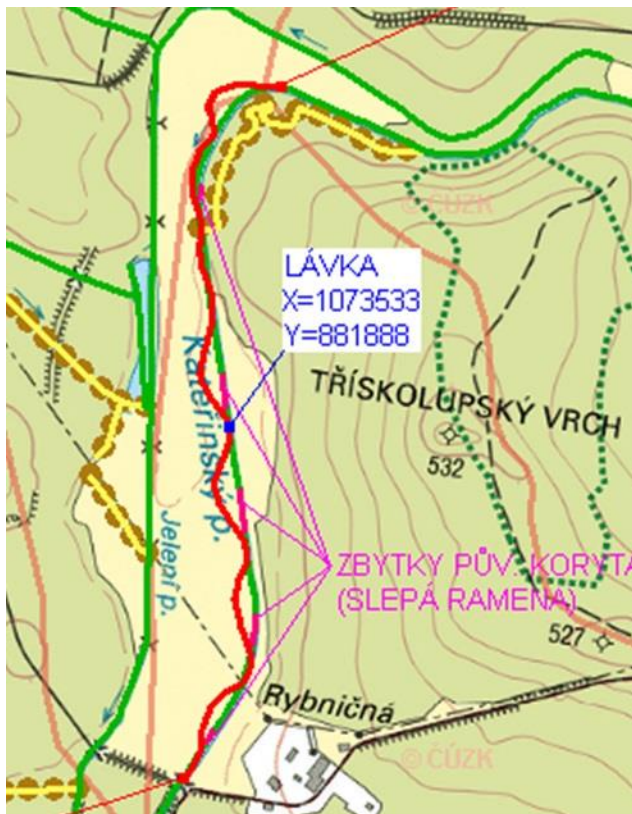 © ČÚZK
LÁVKA
X=1073533
Y=881888
TŘÍSKOLUPSKÝ VRCH
532
Kateřinský p.
Jelení p.
ZBYTKY PŮV. KORYTA
(SLEPÁ RAMENA)
527
Rybničná
© ČÚZK